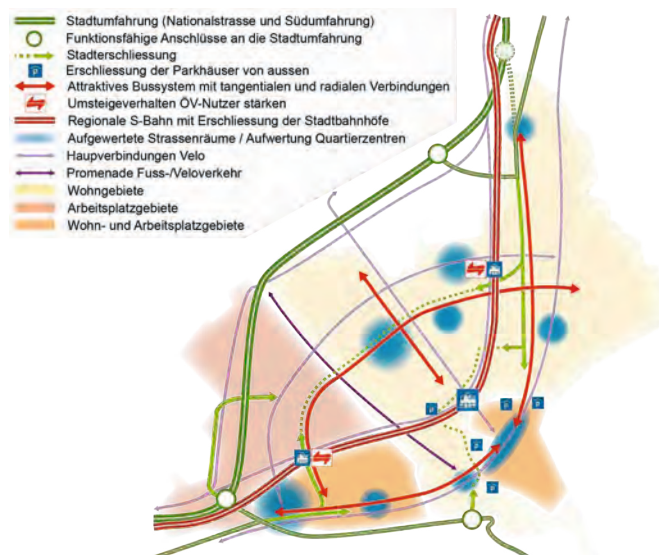 Stadtumfahrung (Nationalstrasse und Südumfahrung)
Funktionsfähige Anschlüsse an die Stadtumfahrung
Stadterschliessung
P Erschliessung der Parkhäuser von aussen
Attraktives Bussystem mit tangentialen und radialen Verbindungen
Umsteigeverhalten ÖV-Nutzer stärken
Regionale S-Bahn mit Erschliessung der Stadtbahnhöfe
Aufgewertete Strassenräume / Aufwertung Quartierzentren
Haupverbindungen Velo
Promenade Fuss-/Veloverkehr
Wohngebiete
Arbeitsplatzgebiete
Wohn- und Arbeitsplatzgebiete
P
P
P
P
P